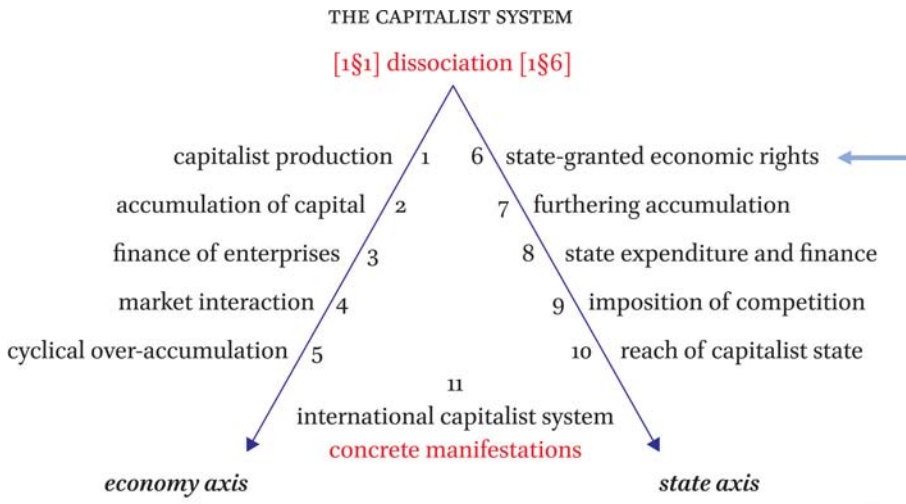 THE CAPITALIST SYSTEM
[1§1] dissociation [1§6]
capitalist production 1 6 state-granted economic rights
accumulation of capital 2 7 furthering accumulation
finance of enterprises 3 8 state expenditure and finance
market interaction 4 9 imposition of competition
cyclical over-accumulation 5 10 reach of capitalist state
11
international capitalist system
concrete manifestations
economy axis state axis